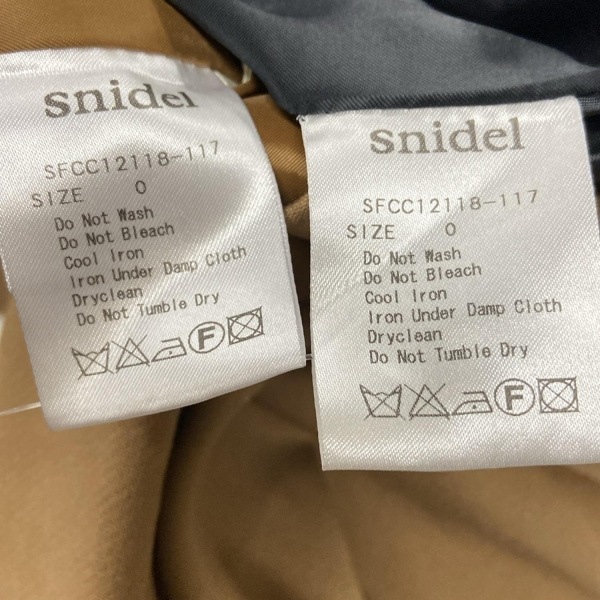 snidel
SFCC12118-117
SIZE 0
Do Not Wash
Do Not Bleach
Cool Iron
Iron Under Damp Cloth
Dryclean
Do Not Tumble Dry
F
snidel
SFCC12118-117
SIZE 0
Do Not Wash
Do Not Bleach
Cool Iron
Iron Under Damp Cloth
Dryclean
Do Not Tumble Dry
F